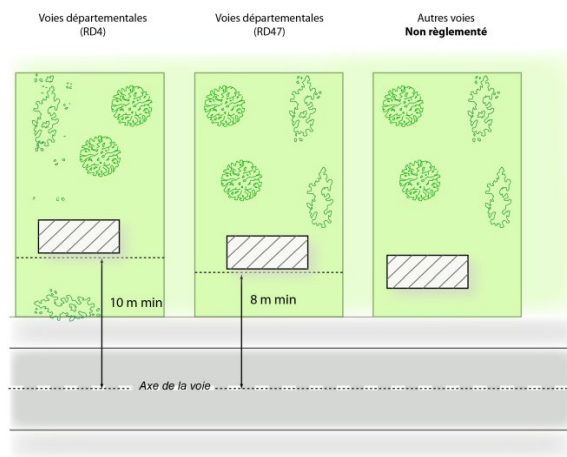 Voies départementales
(RD4)
Voies départementales
(RD47)
Autres voies
Non règlementé
10 m min
8 m min
Axe de la voie